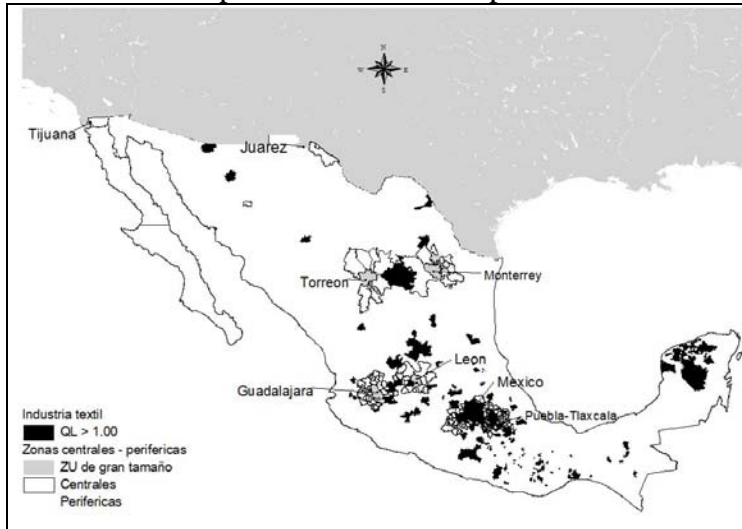 N
W E
S
Tijuana
Juarez
Torreon
Monterrey
Leon
Guadalajara
Mexico
Puebla-Tlaxcala
Industria textil
QL > 1.00
Zonas centrales - perifericas
ZU de gran tamaño
Centrales
Perifericas